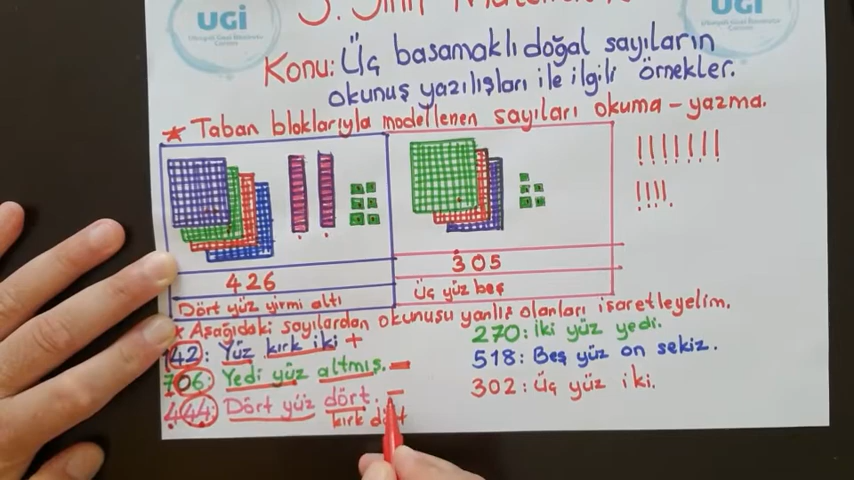 UGİ
UGİ
3. Sınıf Matematik
Konu: Üç basamaklı doğal sayıların
okunuş yazılışları ile ilgili örnekler.
Taban bloklarıyla modellenen sayıları okuma - yazma.
!!!!!!!
!!!!.
426
305
Dört yüz yirmi altı
Üç yüz beş
Aşağıdaki sayılardan okunuşu yanlış olanları işaretleyelim.
142: Yüz kırk iki +
706: Yedi yüz altmış. -
444: Dört yüz dört. -
kırk dört
270: İki yüz yedi.
518: Beş yüz on sekiz.
302: Üç yüz iki.